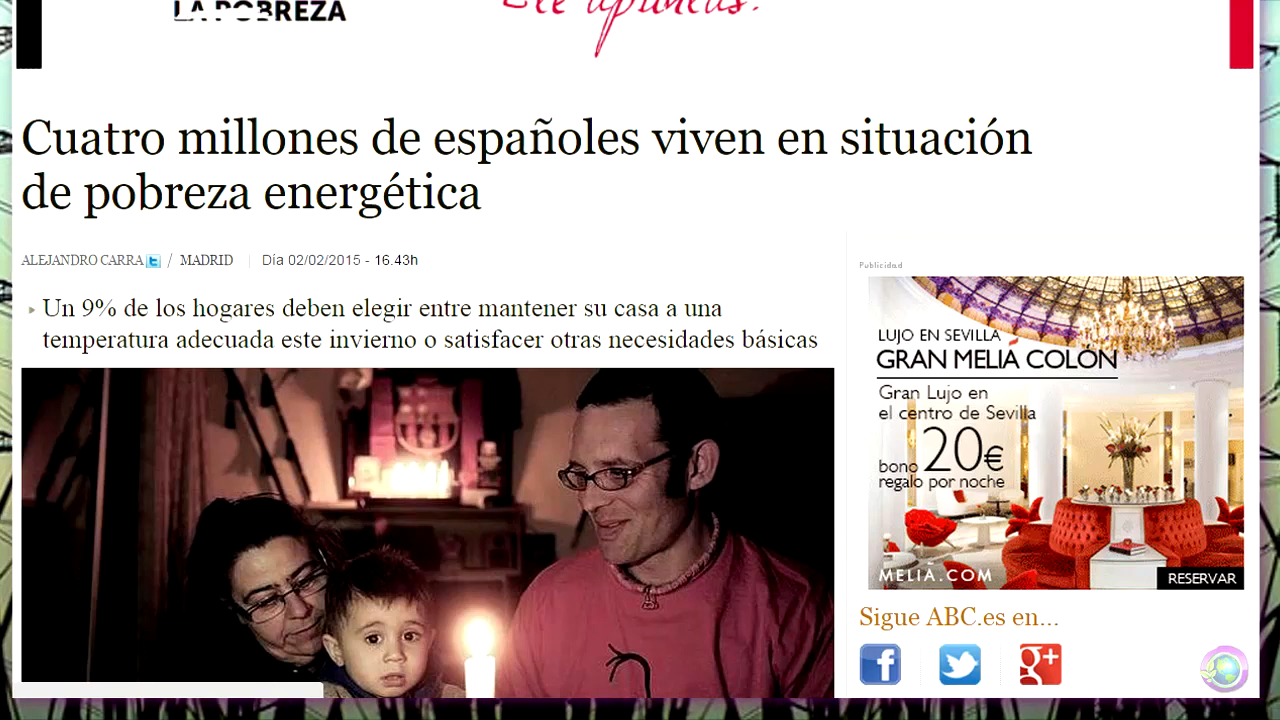 LA POBREZA
¿Te apuntas?
Cuatro millones de españoles viven en situación
de pobreza energética
ALEJANDRO CARRA / MADRID Día 02/02/2015 - 16.43h
Un 9% de los hogares deben elegir entre mantener su casa a una
temperatura adecuada este invierno o satisfacer otras necesidades básicas
Publicidad
LUJO EN SEVILLA
GRAN MELIÁ COLÓN
Gran Lujo en
el centro de Sevilla
bono 20€
regalo por noche
MELIÃ.COM
RESERVAR
Sigue ABC.es en...